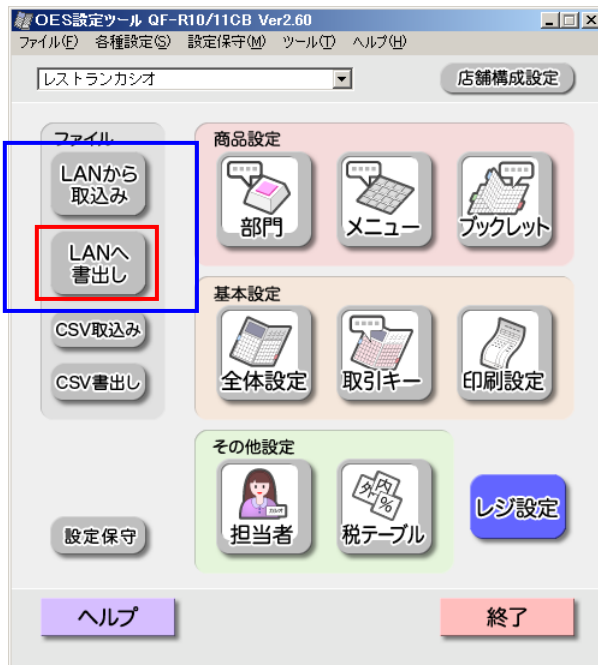 OES設定ツール QF-R10/11CB Ver2.60
ファイル(F) 各種設定(S) 設定保守(M) ツール(T) ヘルプ(H)
レストランカシオ
店舗構成設定
ファイル
LANから
取込み
LANへ
書出し
CSV取込み
CSV書出し
商品設定
部門
メニュー
ブックレット
基本設定
全体設定
取引キー
印刷設定
その他設定
担当者
外
内
%
税テーブル
レジ設定
設定保守
ヘルプ
終了